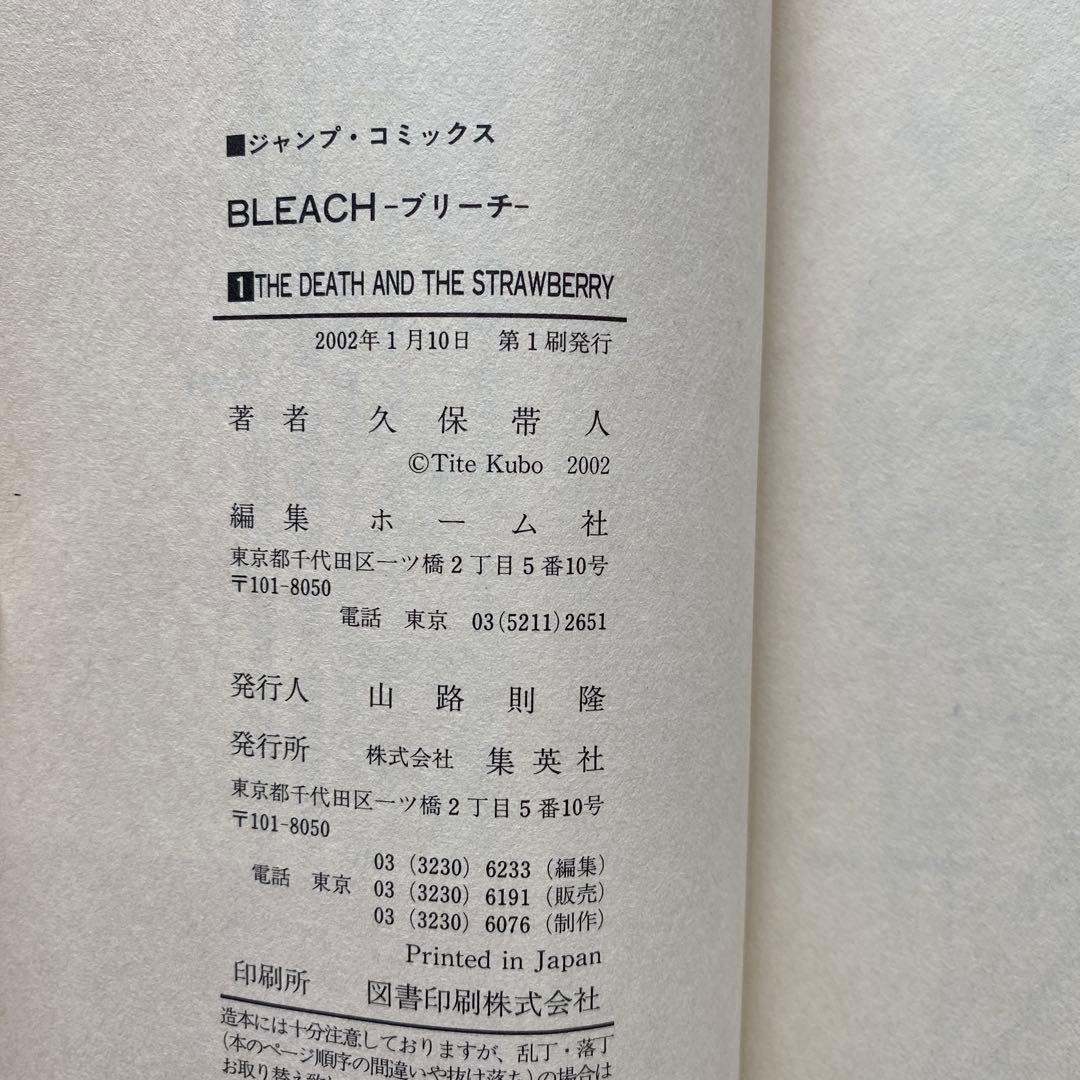 ■ジャンプ・コミックス
BLEACH-ブリーチ-
1 THE DEATH AND THE STRAWBERRY
2002年1月10日 第1刷発行
著者 久保帯人
©Tite Kubo 2002
編集 ホーム社
東京都千代田区一ツ橋2丁目5番10号
〒101-8050
電話 東京 03(5211)2651
発行人 山路則隆
発行所 株式会社 集英社
東京都千代田区一ツ橋2丁目5番10号
〒101-8050
03 (3230) 6233 (編集)
電話 東京 03 (3230) 6191 (販売)
03 (3230) 6076 (制作)
Printed in Japan
印刷所 図書印刷株式会社
造本には十分注意しておりますが、乱丁・落丁
(本のページ順序の間違いや抜け落ち)の場合は
お取り替え致し